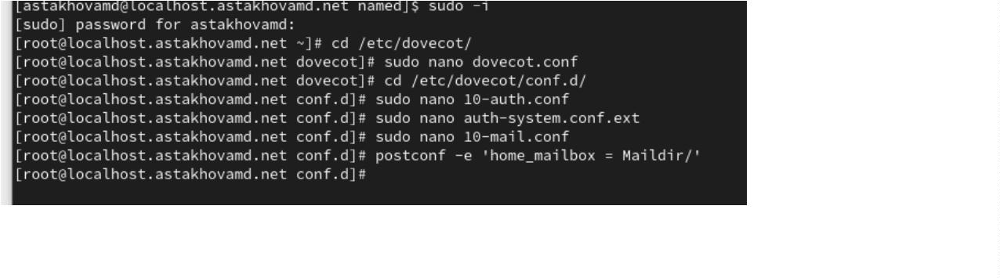 [astakhovamd@localhost.astakhovamd.net named]$ sudo -i
[sudo] password for astakhovamd:
[root@localhost.astakhovamd.net ~]# cd /etc/dovecot/
[root@localhost.astakhovamd.net dovecot]# sudo nano dovecot.conf
[root@localhost.astakhovamd.net dovecot]# cd /etc/dovecot/conf.d/
[root@localhost.astakhovamd.net conf.d]# sudo nano 10-auth.conf
[root@localhost.astakhovamd.net conf.d]# sudo nano auth-system.conf.ext
[root@localhost.astakhovamd.net conf.d]# sudo nano 10-mail.conf
[root@localhost.astakhovamd.net conf.d]# postconf -e 'home_mailbox = Maildir/'
[root@localhost.astakhovamd.net conf.d]#